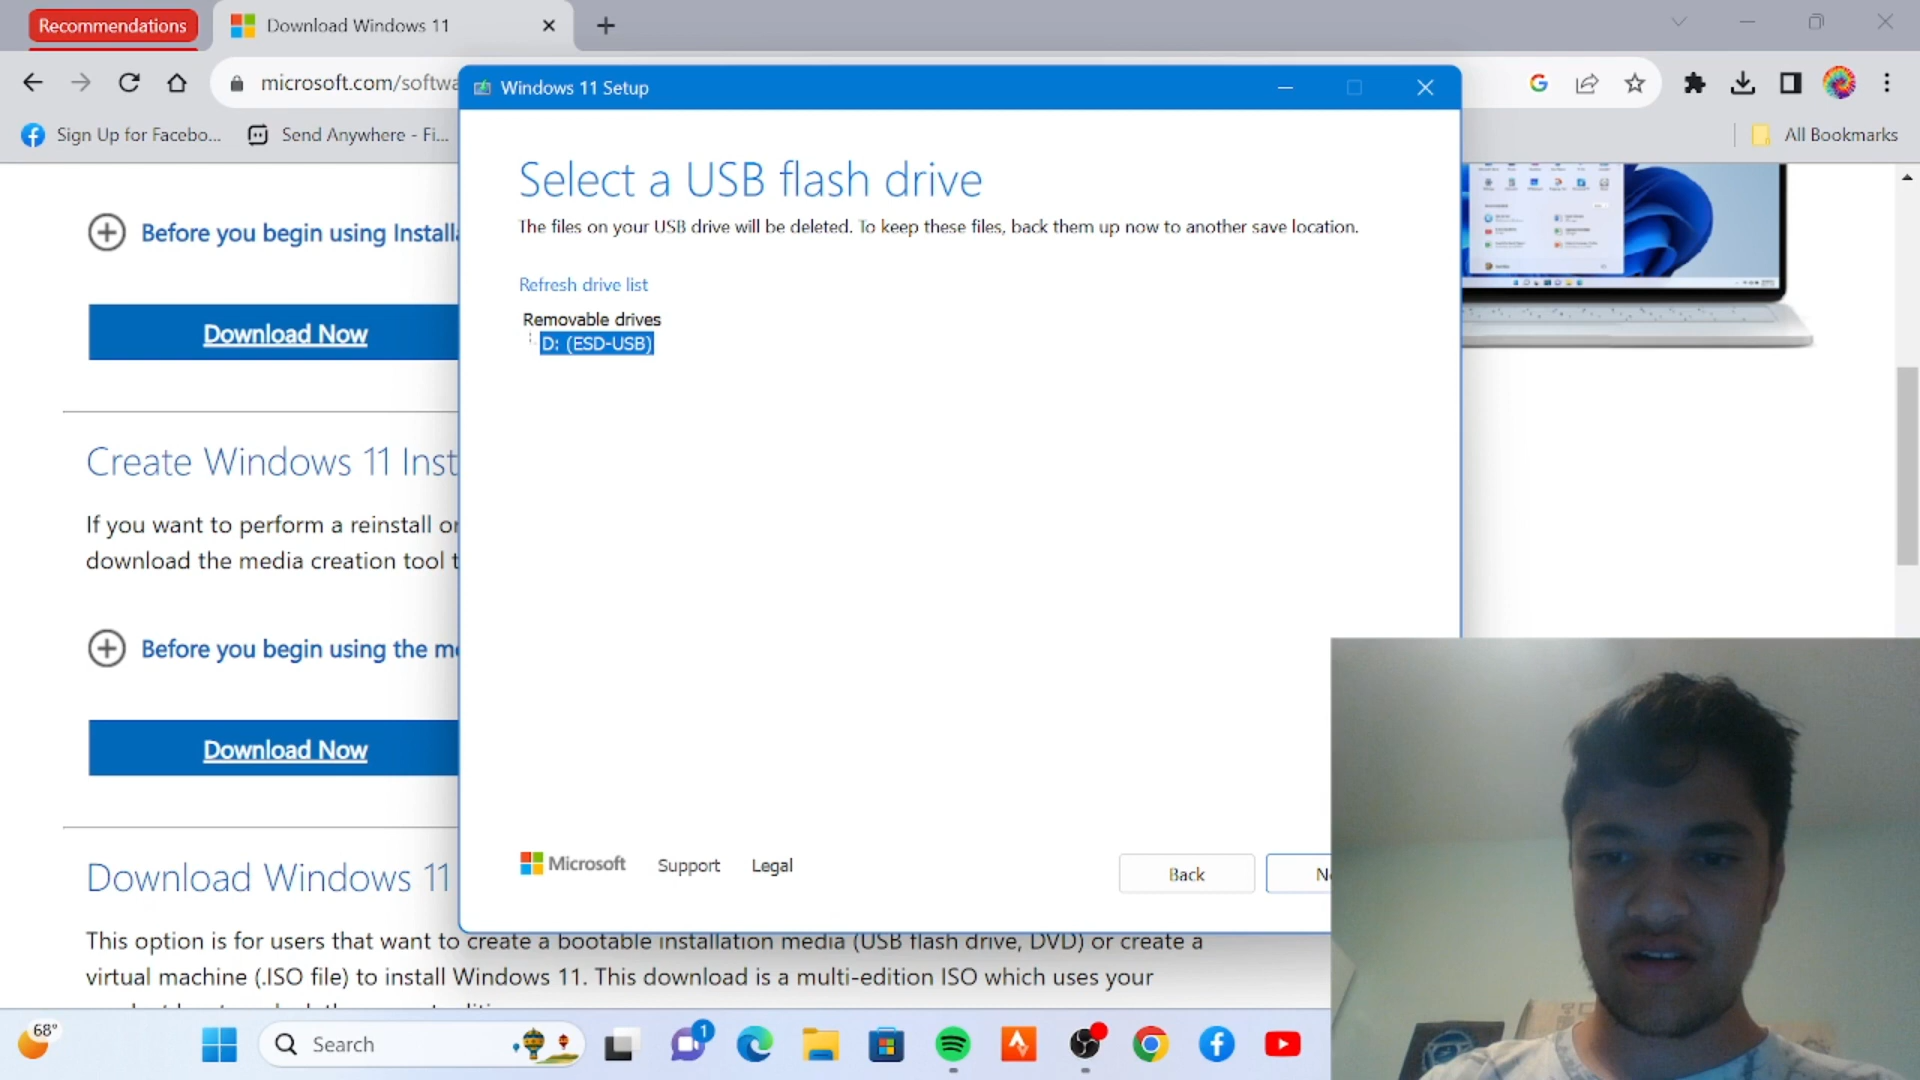 Recommendations
Download Windows 11
microsoft.com/softwa
Sign Up for Facebo...
Send Anywhere - Fi...
All Bookmarks
Windows 11 Setup
Select a USB flash drive
The files on your USB drive will be deleted. To keep these files, back them up now to another save location.
Refresh drive list
Removable drives
D: (ESD-USB)
Microsoft
Support
Legal
Back
Before you begin using Installa
Download Now
Create Windows 11 Inst
If you want to perform a reinstall or
download the media creation tool t
Before you begin using the me
Download Now
Download Windows 11
This option is for users that want to create a bootable installation media (USB flash drive, DVD) or create a
virtual machine (.ISO file) to install Windows 11. This download is a multi-edition ISO which uses your
68°
Search
1